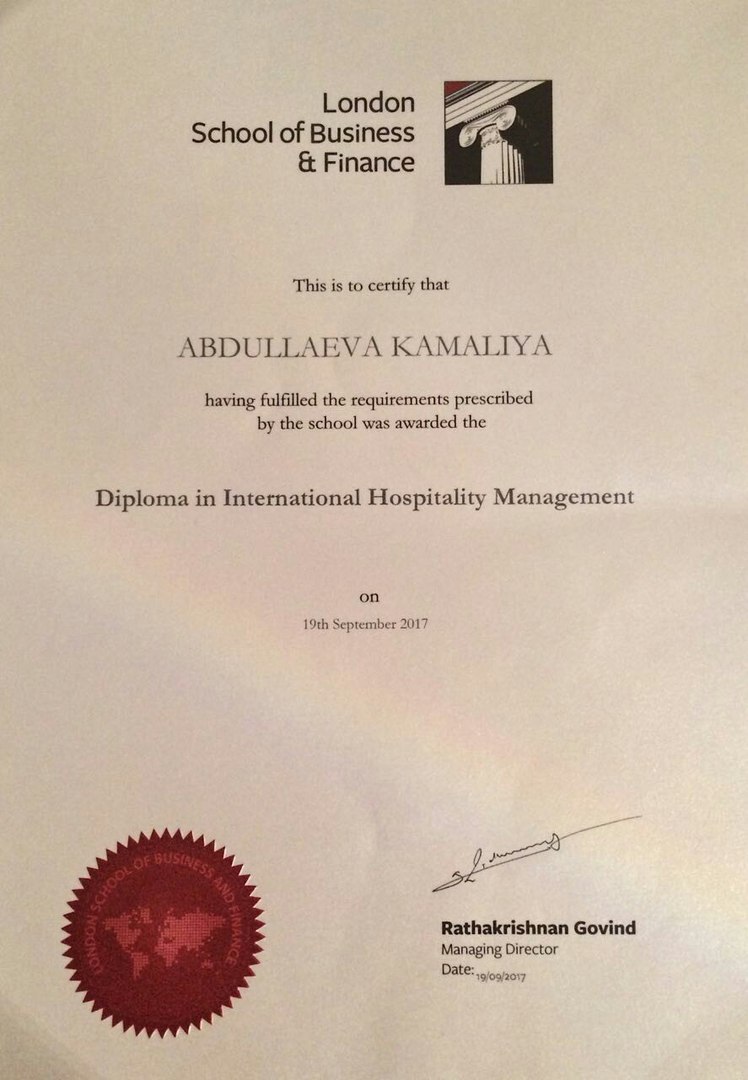 London
School of Business
& Finance
This is to certify that
ABDULLAEVA KAMALIYA
having fulfilled the requirements prescribed
by the school was awarded the
Diploma in International Hospitality Management
on
19th September 2017
LONDON SCHOOL OF BUSINESS AND FINANCE
Rathakrishnan Govind
Managing Director
Date: 19/09/2017